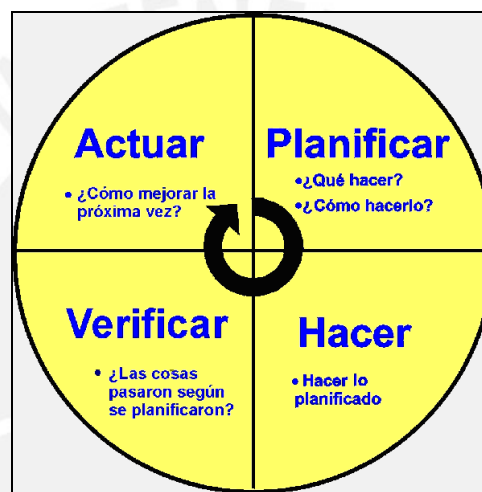 Actuar
• ¿Cómo mejorar la
próxima vez?
Planificar
•¿Qué hacer?
•¿Cómo hacerlo?
Verificar
• ¿Las cosas
pasaron según
se planificaron?
Hacer
• Hacer lo
planificado